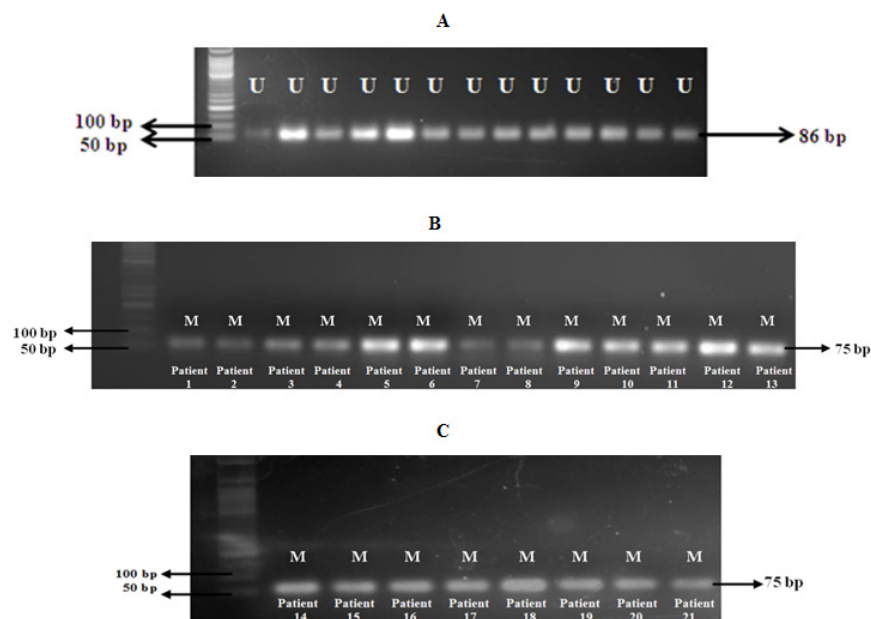 A
U U U U U U U U U U U U U
100 bp
50 bp
86 bp
B
M M M M M M M M M M M M M
100 bp
50 bp
75 bp
Patient Patient Patient Patient Patient Patient Patient Patient Patient Patient Patient Patient Patient
1 2 3 4 5 6 7 8 9 10 11 12 13
C
M M M M M M M M
100 bp
50 bp
75 bp
Patient Patient Patient Patient Patient Patient Patient Patient
14 15 16 17 18 19 20 21